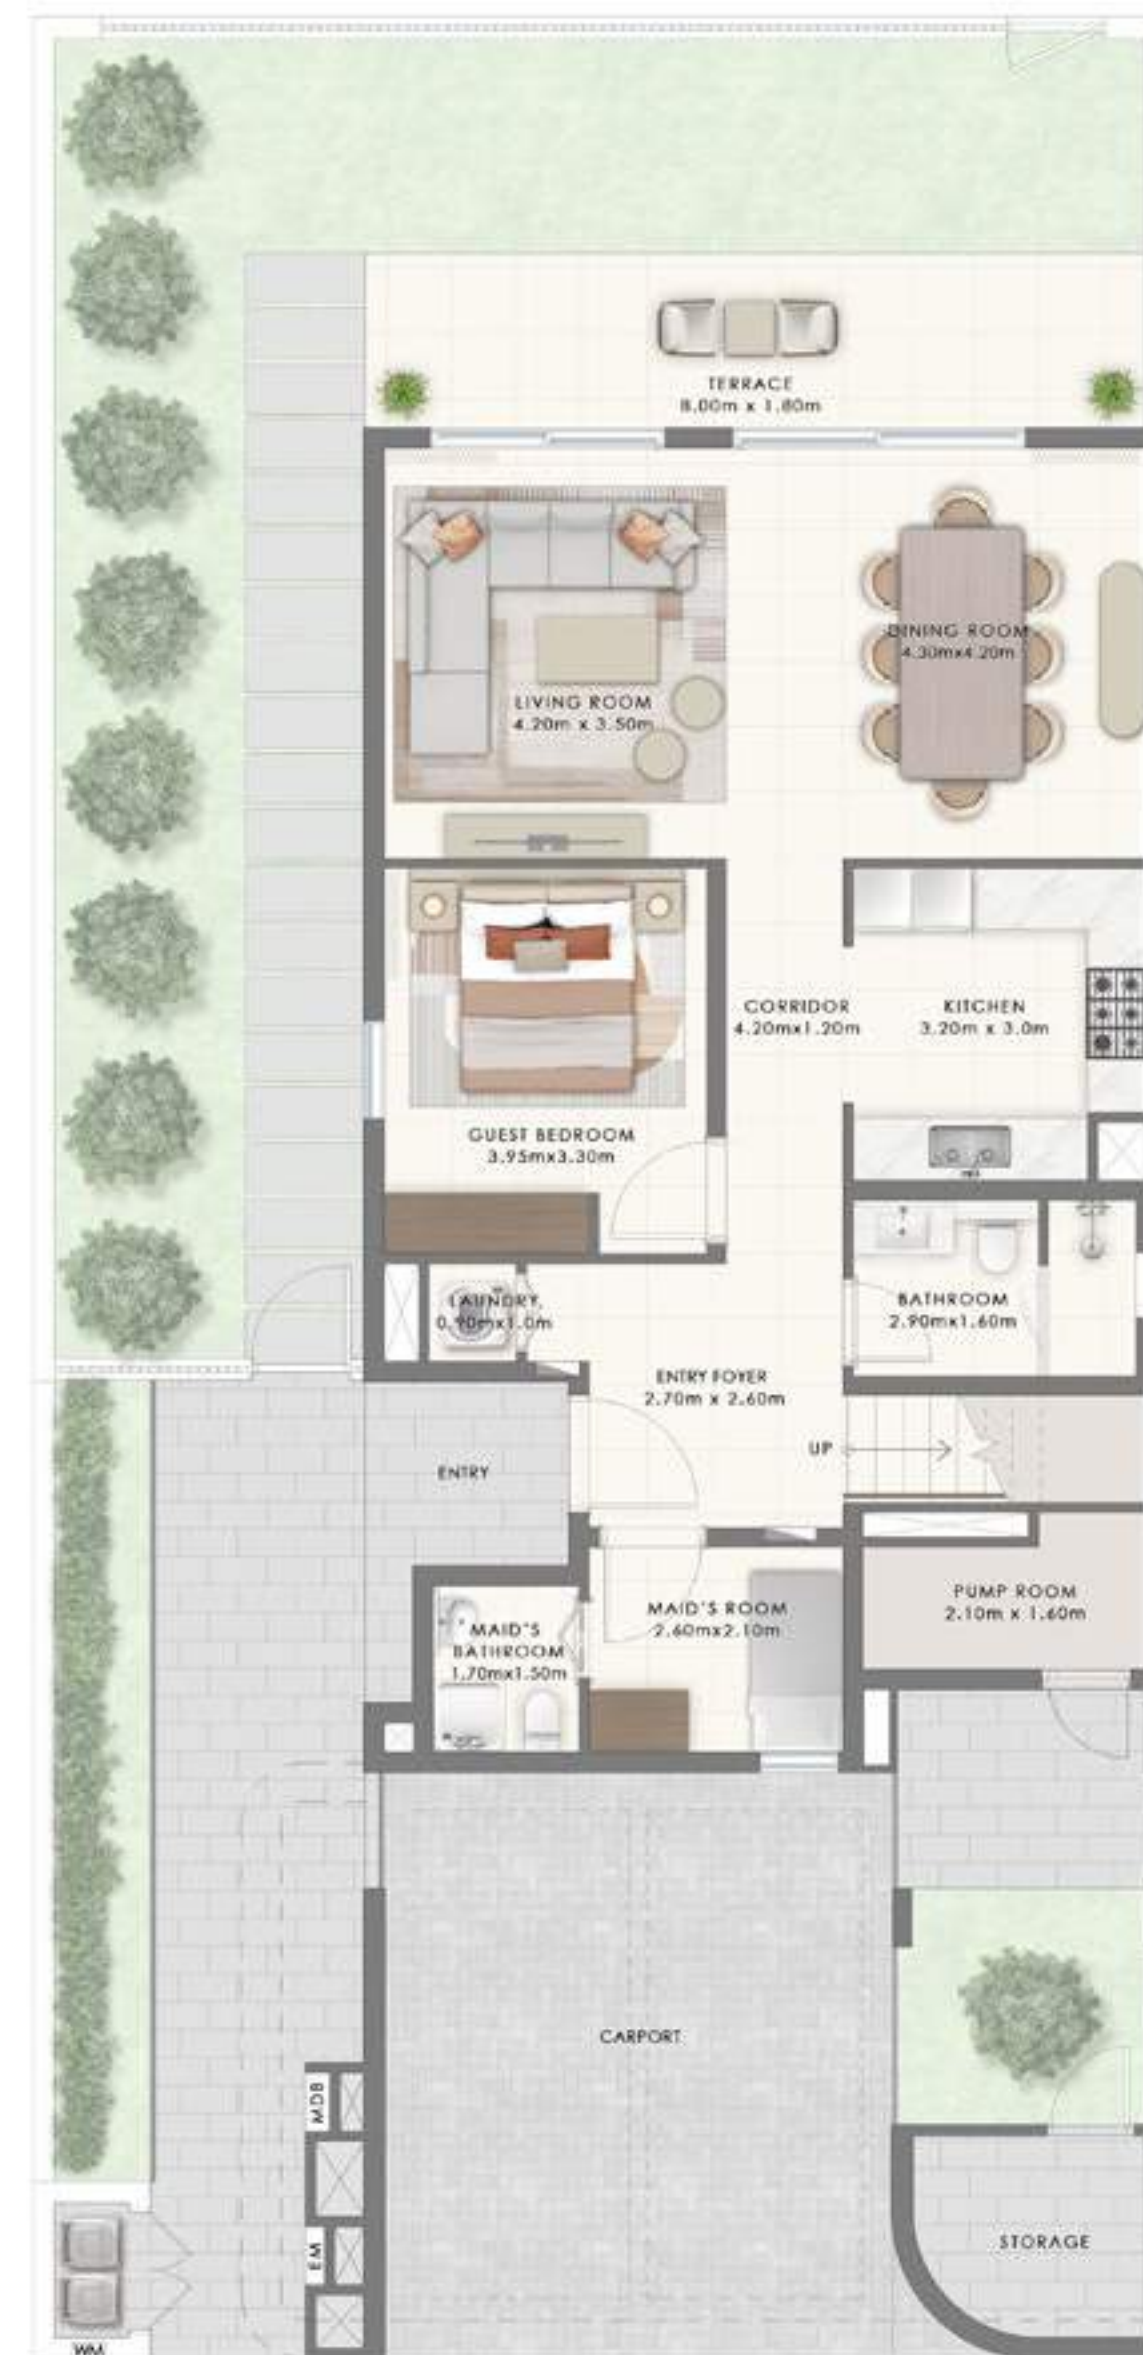 TERRACE
8.00m x 1.80m
DINING ROOM
4.30mx4.20m
LIVING ROOM
4.20m x 3.50m
CORRIDOR
4.20mx1.20m
KITCHEN
3.20m x 3.0m
GUEST BEDROOM
3.95mx3.30m
LAUNDRY
0.90mx1.0m
BATHROOM
2.90mx1.60m
ENTRY FOYER
2.70m x 2.60m
UP
ENTRY
PUMP ROOM
2.10m x 1.60m
MAID'S ROOM
2.60mx2.10m
MAID'S
BATHROOM
1.70mx1.50m
CARPORT
MDB
STORAGE
EM
WM